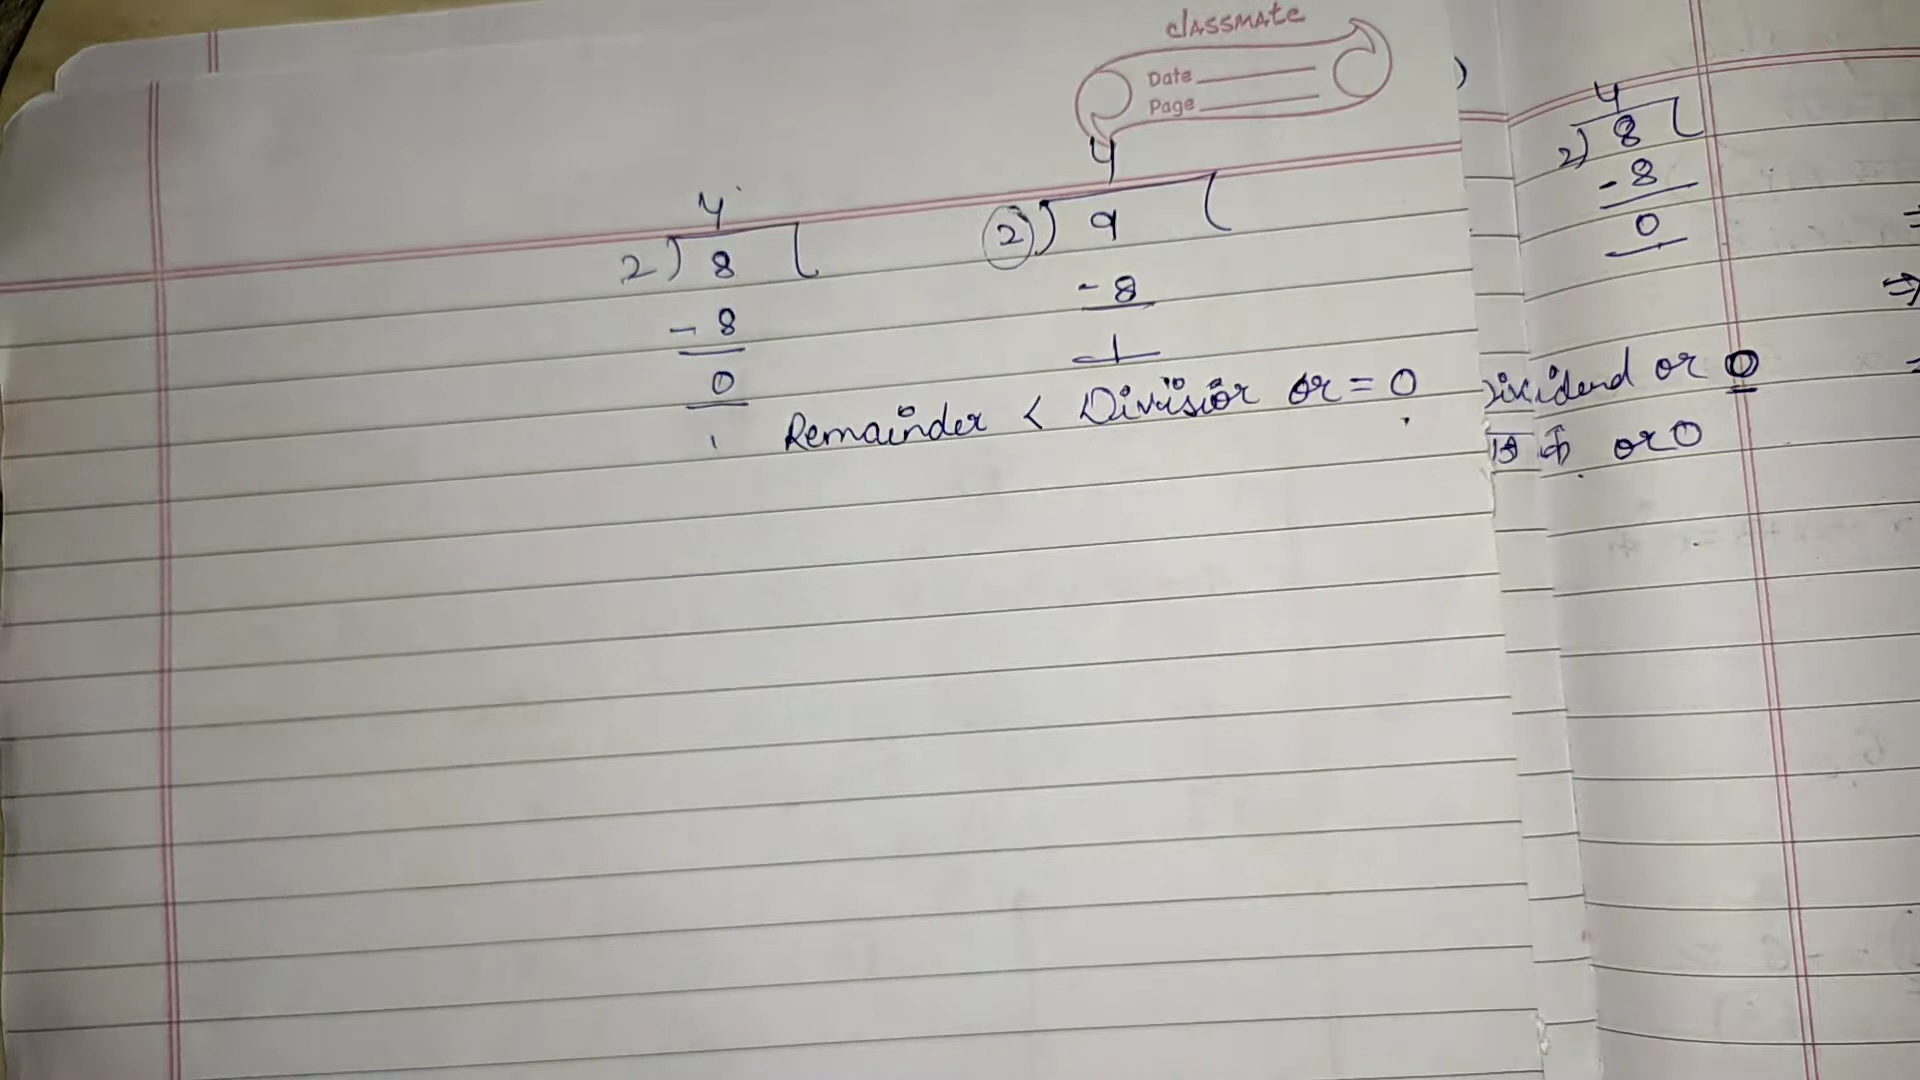 classmate
Date
Page
4
2) 8
- 8
0
4
2) 9
- 8
1
Remainder < Divisior or = 0
4
2) 8
- 8
0
Dividend or 0
or 0